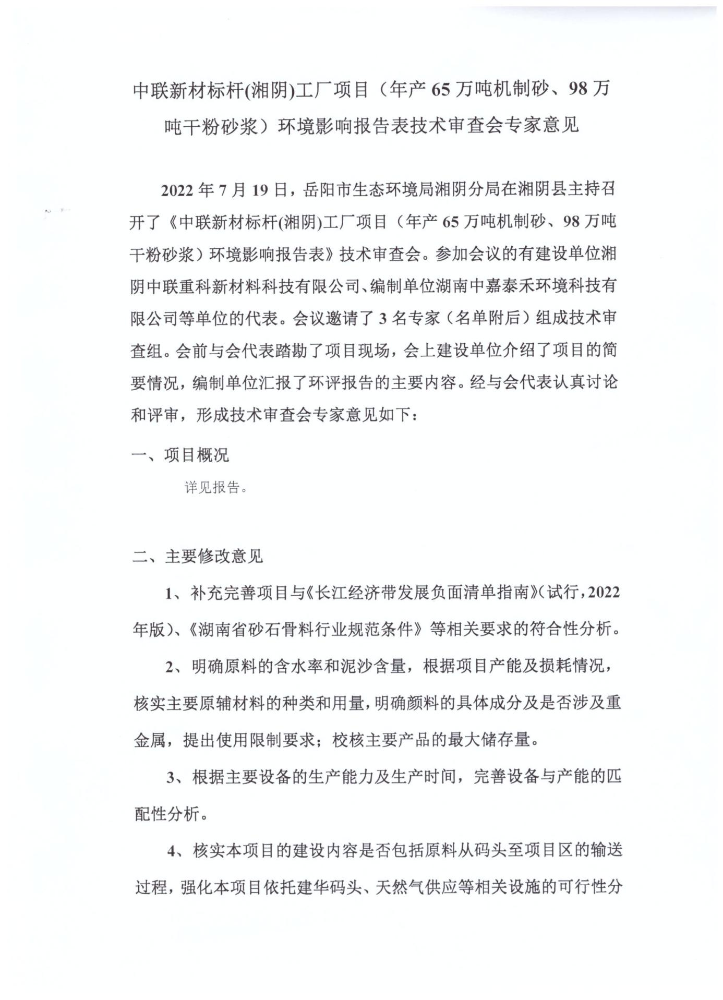 中联新材标杆(湘阴)工厂项目（年产 65 万吨机制砂、98 万
吨干粉砂浆）环境影响报告表技术审查会专家意见
2022 年 7 月 19 日，岳阳市生态环境局湘阴分局在湘阴县主持召
开了《中联新材标杆(湘阴)工厂项目（年产 65 万吨机制砂、98 万吨
干粉砂浆）环境影响报告表》技术审查会。参加会议的有建设单位湘
阴中联重科新材料科技有限公司、编制单位湖南中嘉泰禾环境科技有
限公司等单位的代表。会议邀请了 3 名专家（名单附后）组成技术审
查组。会前与会代表踏勘了项目现场，会上建设单位介绍了项目的简
要情况，编制单位汇报了环评报告的主要内容。经与会代表认真讨论
和评审，形成技术审查会专家意见如下：
一、项目概况
详见报告。
二、主要修改意见
1、补充完善项目与《长江经济带发展负面清单指南》（试行，2022
年版）、《湖南省砂石骨料行业规范条件》等相关要求的符合性分析。
2、明确原料的含水率和泥沙含量，根据项目产能及损耗情况，
核实主要原辅材料的种类和用量，明确颜料的具体成分及是否涉及重
金属，提出使用限制要求；校核主要产品的最大储存量。
3、根据主要设备的生产能力及生产时间，完善设备与产能的匹
配性分析。
4、核实本项目的建设内容是否包括原料从码头至项目区的输送
过程，强化本项目依托建华码头、天然气供应等相关设施的可行性分